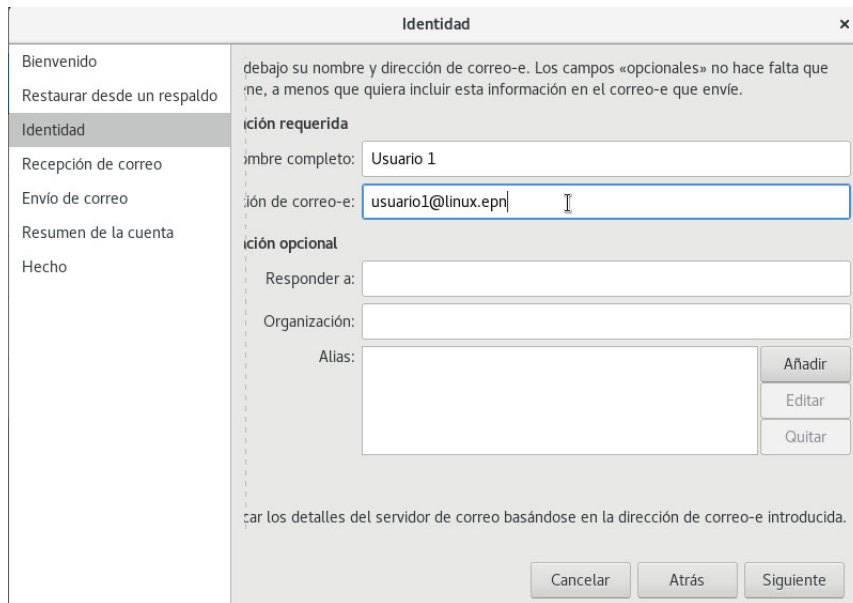 Identidad ×
Bienvenido
Restaurar desde un respaldo
Identidad
Recepción de correo
Envío de correo
Resumen de la cuenta
Hecho
debajo su nombre y dirección de correo-e. Los campos «opcionales» no hace falta que
ne, a menos que quiera incluir esta información en el correo-e que envíe.
ción requerida
ombre completo: Usuario 1
ión de correo-e: usuario1@linux.epn
ción opcional
Responder a:
Organización:
Alias:
Añadir
Editar
Quitar
car los detalles del servidor de correo basándose en la dirección de correo-e introducida.
Cancelar Atrás Siguiente